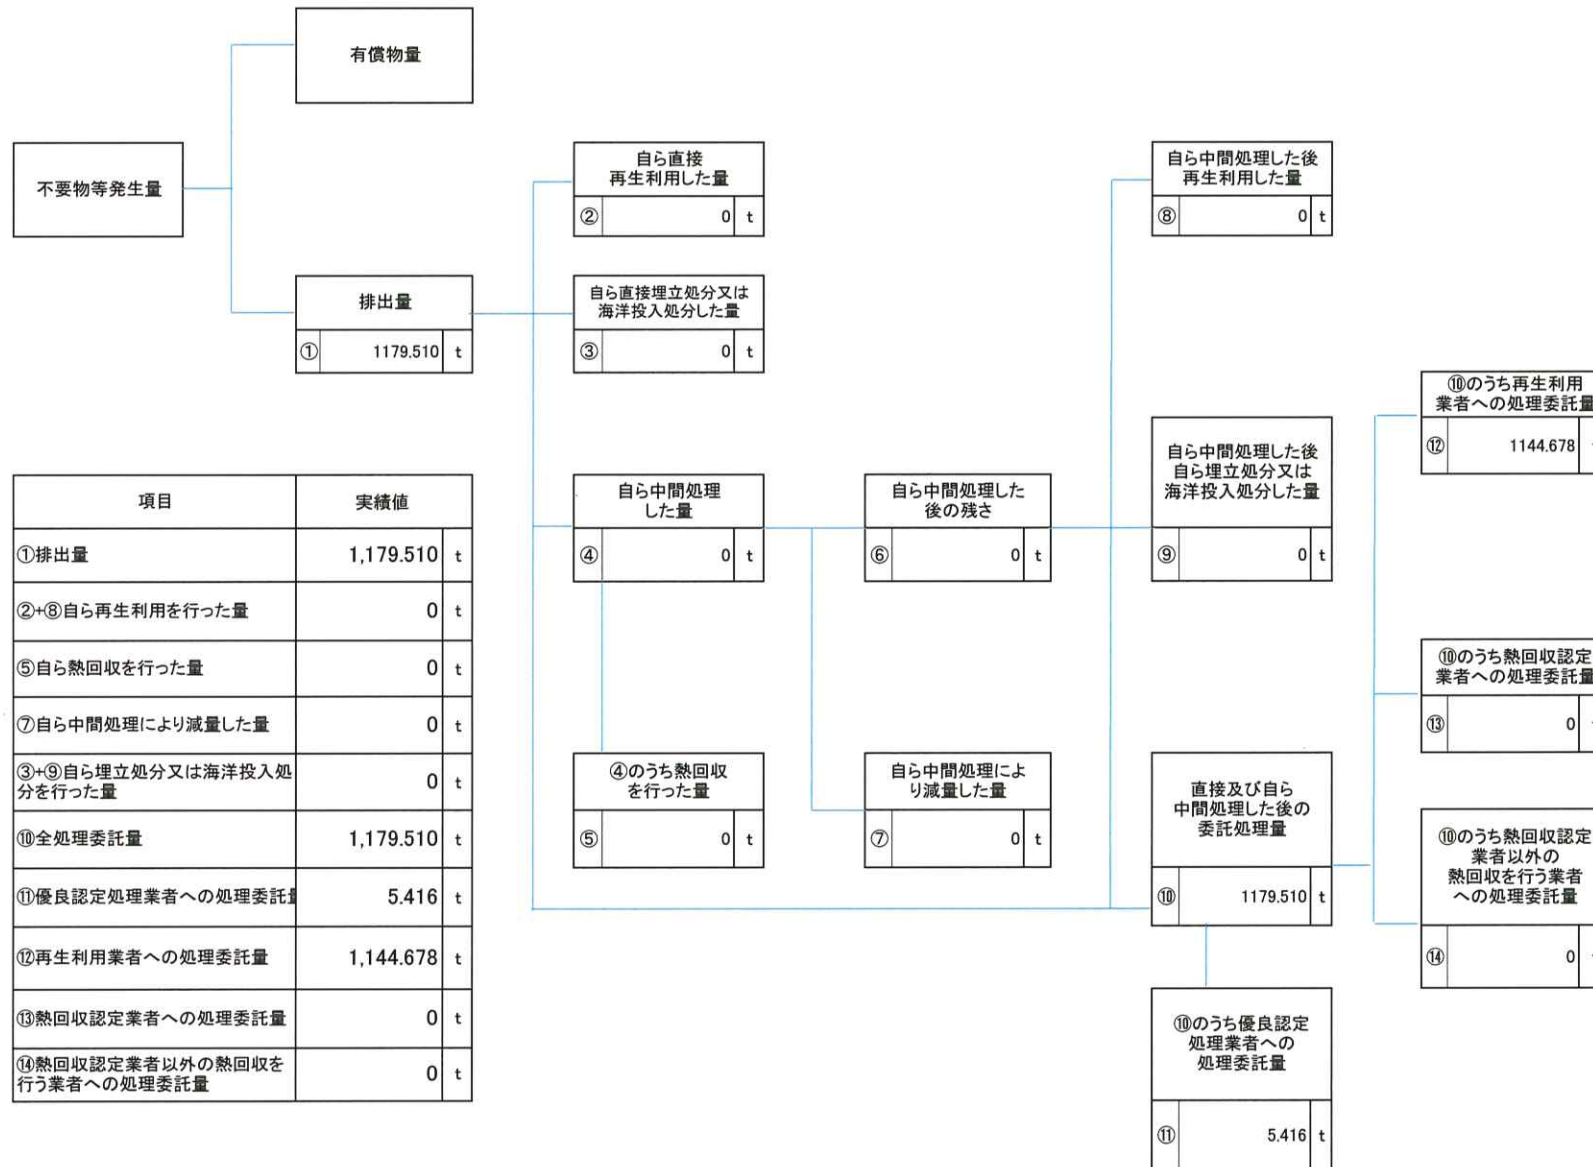 有償物量
不要物等発生量
排出量
① 1179.510 t
自ら直接
再生利用した量
② 0 t
自ら直接埋立処分又は
海洋投入処分した量
③ 0 t
自ら中間処理
した量
④ 0 t
④のうち熱回収
を行った量
⑤ 0 t
自ら中間処理した
後の残さ
⑥ 0 t
自ら中間処理によ
り減量した量
⑦ 0 t
自ら中間処理した後
再生利用した量
⑧ 0 t
自ら中間処理した後
自ら埋立処分又は
海洋投入処分した量
⑨ 0 t
直接及び自ら
中間処理した後の
委託処理量
⑩ 1179.510 t
⑩のうち優良認定
処理業者への
処理委託量
⑪ 5.416 t
⑩のうち再生利用
業者への処理委託量
⑫ 1144.678
⑩のうち熱回収認定
業者への処理委託量
⑬ 0
⑩のうち熱回収認定
業者以外の
熱回収を行う業者
への処理委託量
⑭ 0
項目 実績値
①排出量 1,179.510 t
②+⑧自ら再生利用を行った量 0 t
⑤自ら熱回収を行った量 0 t
⑦自ら中間処理により減量した量 0 t
③+⑨自ら埋立処分又は海洋投入処
分を行った量 0 t
⑩全処理委託量 1,179.510 t
⑪優良認定処理業者への処理委託量 5.416 t
⑫再生利用業者への処理委託量 1,144.678 t
⑬熱回収認定業者への処理委託量 0 t
⑭熱回収認定業者以外の熱回収を
行う業者への処理委託量 0 t